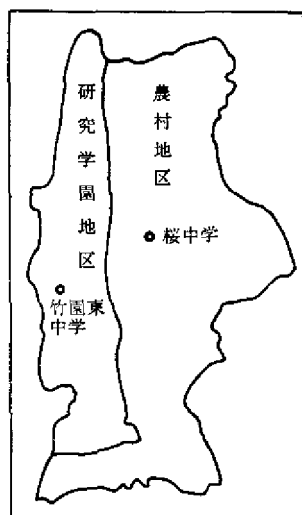 研究学園地区
農村地区
桜中学
竹園東
中学